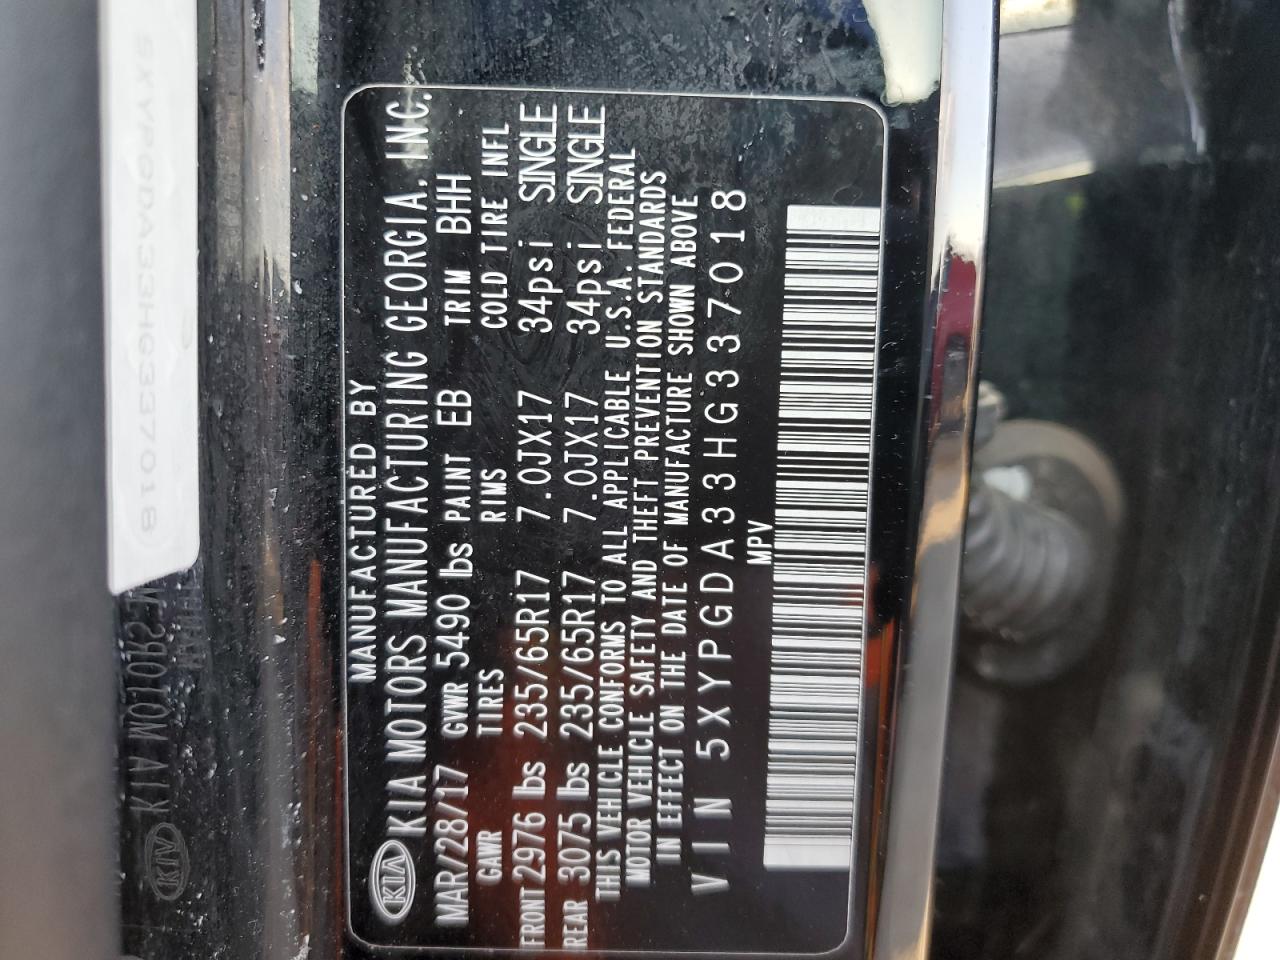 MANUFACTURED BY
KIA KIA MOTORS MANUFACTURING GEORGIA, INC.
MAR/28/17 GVWR 5490 lbs PAINT EB TRIM BHH
GAWR TIRES RIMS COLD TIRE INFL
FRONT 2976 lbs 235/65R17 7.0JX17 34psi SINGLE
REAR 3075 lbs 235/65R17 7.0JX17 34psi SINGLE
THIS VEHICLE CONFORMS TO ALL APPLICABLE U.S.A. FEDERAL
MOTOR VEHICLE SAFETY AND THEFT PREVENTION STANDARDS
IN EFFECT ON THE DATE OF MANUFACTURE SHOWN ABOVE
VIN 5XYPGDA33HG337018
MPV
5XYPGDA33HG337018
KIA KIA MOTORS